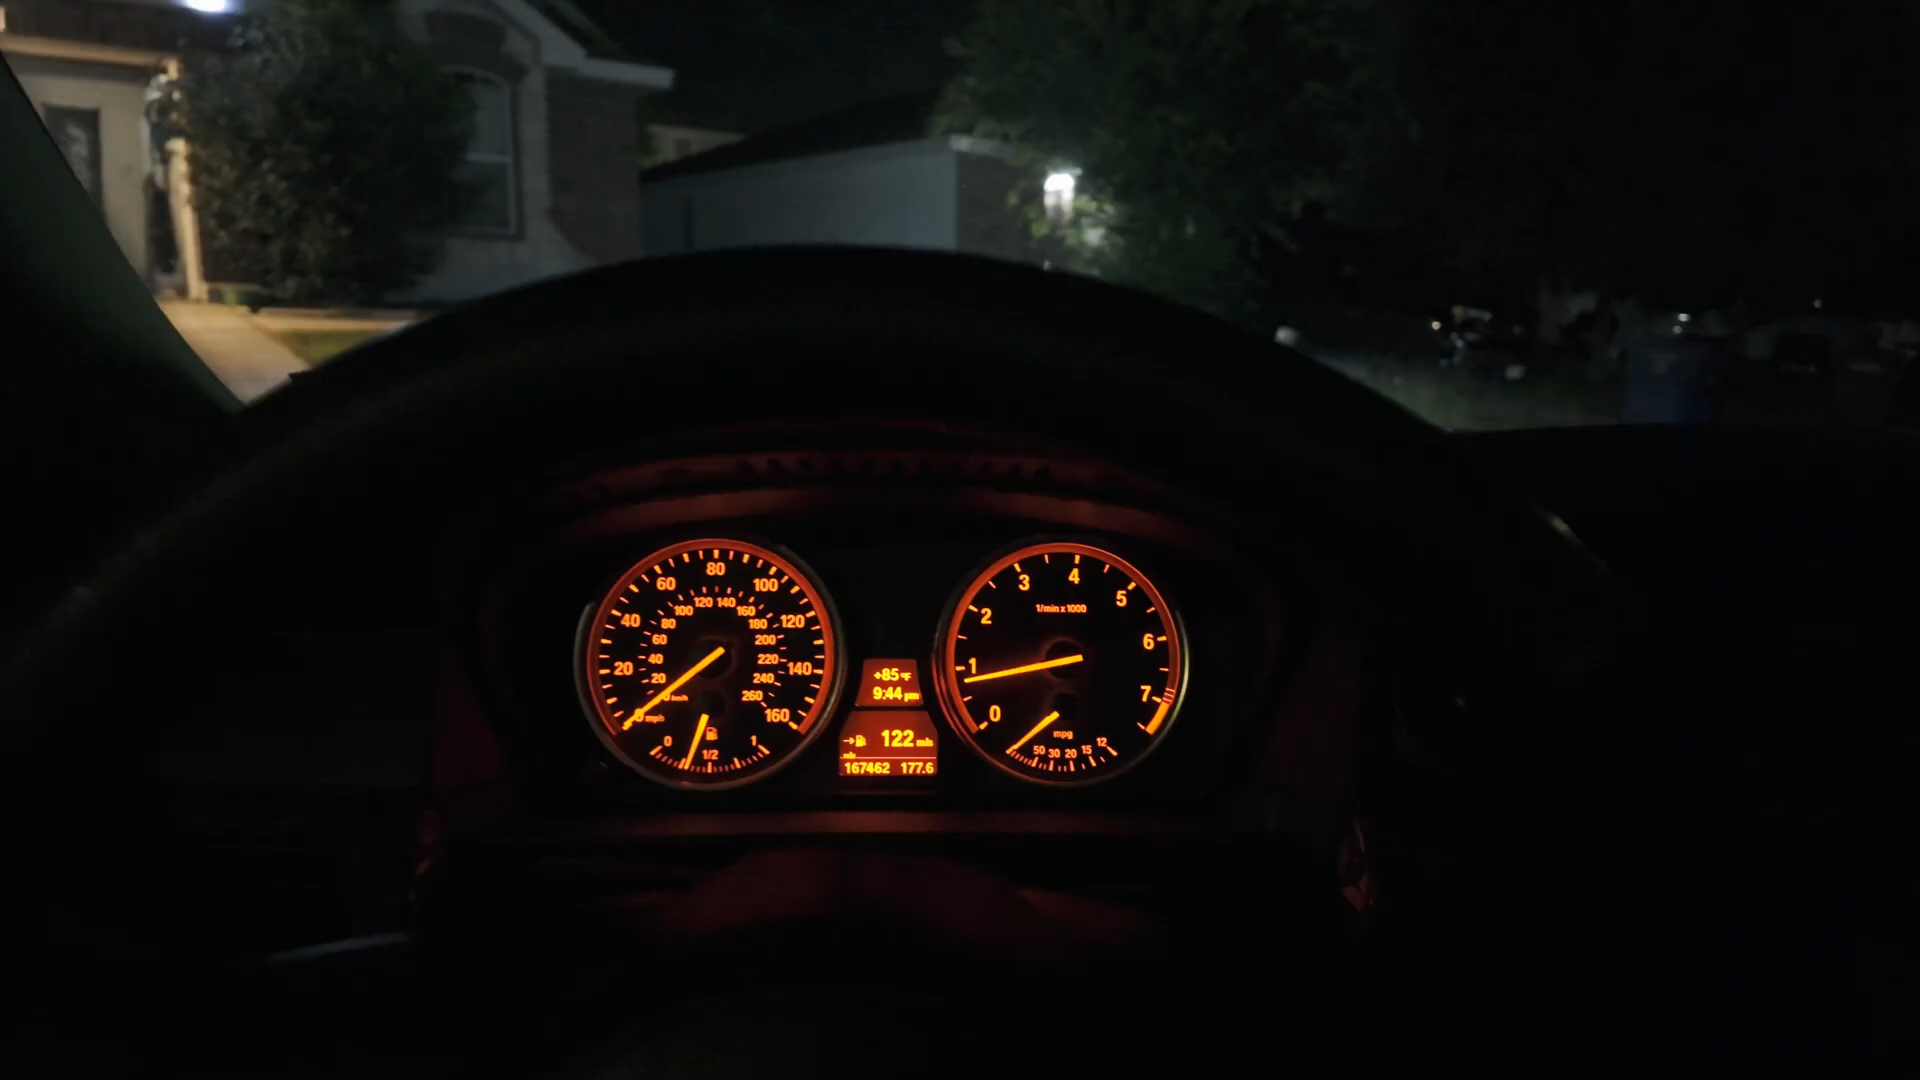 80
60 100
40 120
20 140
0 mph 160
120 140
100 160
80 180
60 200
40 220
20 240
km/h 260
0 1/2 1
+85°F
9:44 pm
122 mls
mls
167462 177.6
4
3 5
2 6
1 7
0
1/min x 1000
mpg
50 30 20 15 12